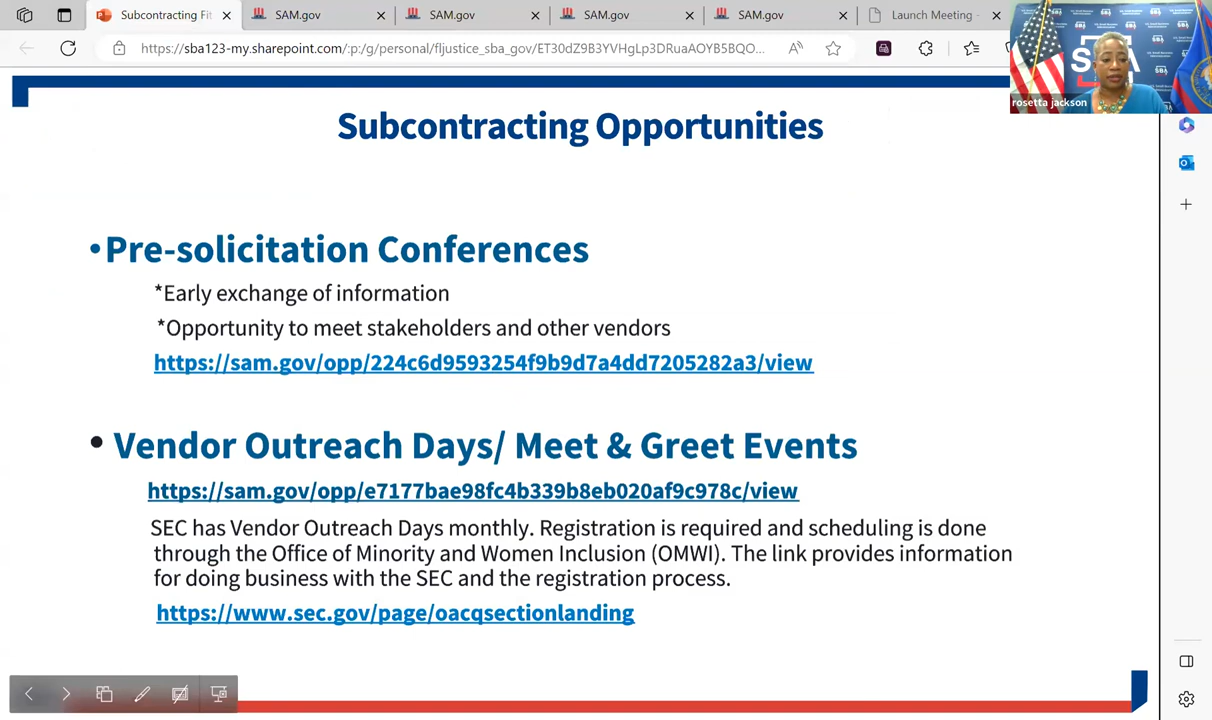 Subcontracting Fit
SAM.gov
SAM.gov
SAM.gov
SAM.gov
Launch Meeting -
https://sba123-my.sharepoint.com/:p:/g/personal/fljustice_sba_gov/ET30dZ9B3YVHgLp3DRuaAOYB5BQO...
SBA
rosetta jackson
Subcontracting Opportunities
•Pre-solicitation Conferences
*Early exchange of information
*Opportunity to meet stakeholders and other vendors
https://sam.gov/opp/224c6d9593254f9b9d7a4dd7205282a3/view
• Vendor Outreach Days/ Meet & Greet Events
https://sam.gov/opp/e7177bae98fc4b339b8eb020af9c978c/view
SEC has Vendor Outreach Days monthly. Registration is required and scheduling is done
through the Office of Minority and Women Inclusion (OMWI). The link provides information
for doing business with the SEC and the registration process.
https://www.sec.gov/page/oacqsectionlanding